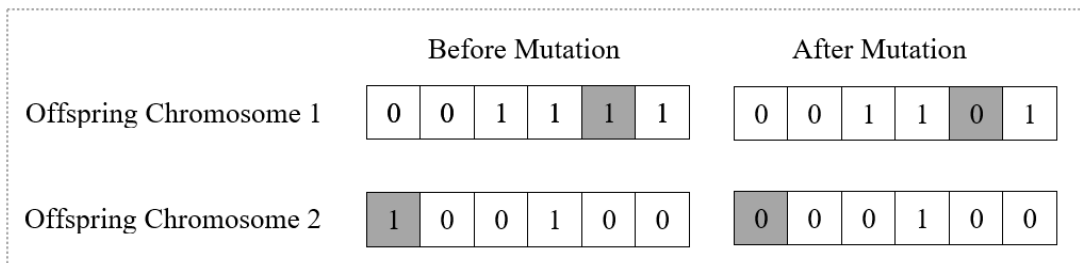 Before Mutation After Mutation
Offspring Chromosome 1 0 0 1 1 1 1 0 0 1 1 0 1
Offspring Chromosome 2 1 0 0 1 0 0 0 0 0 1 0 0